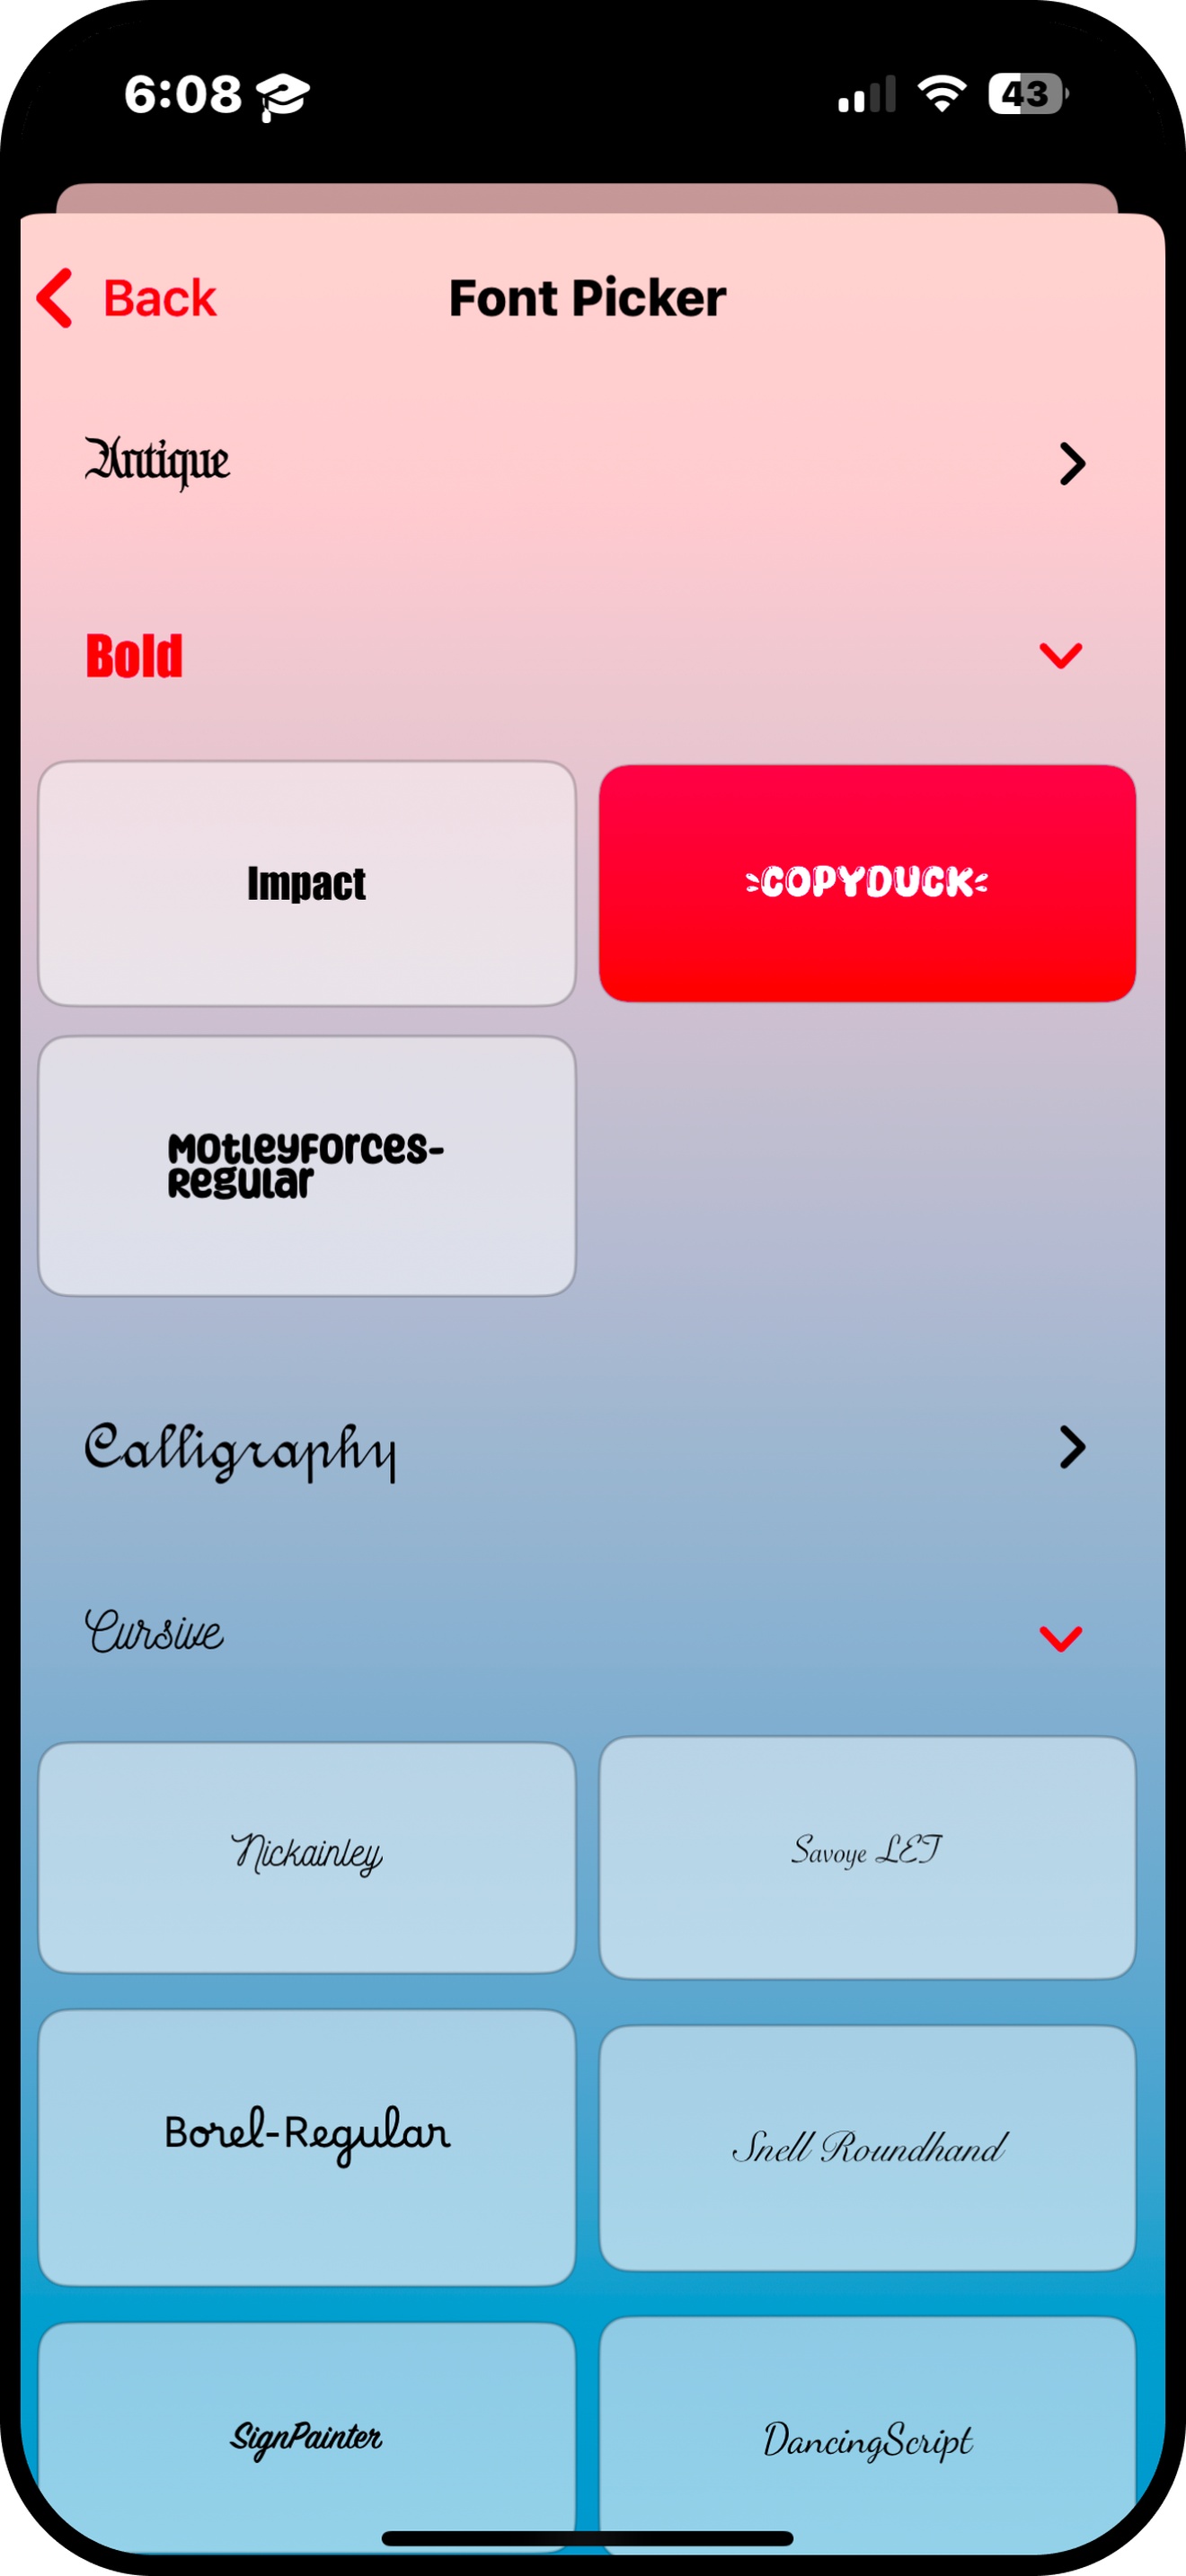 6:08
43
Back
Font Picker
Antique
Bold
Impact
COPYDUCK
MotleyForces-
Regular
Calligraphy
Cursive
Nickainley
Savoye LET
Borel-Regular
Snell Roundhand
SignPainter
DancingScript